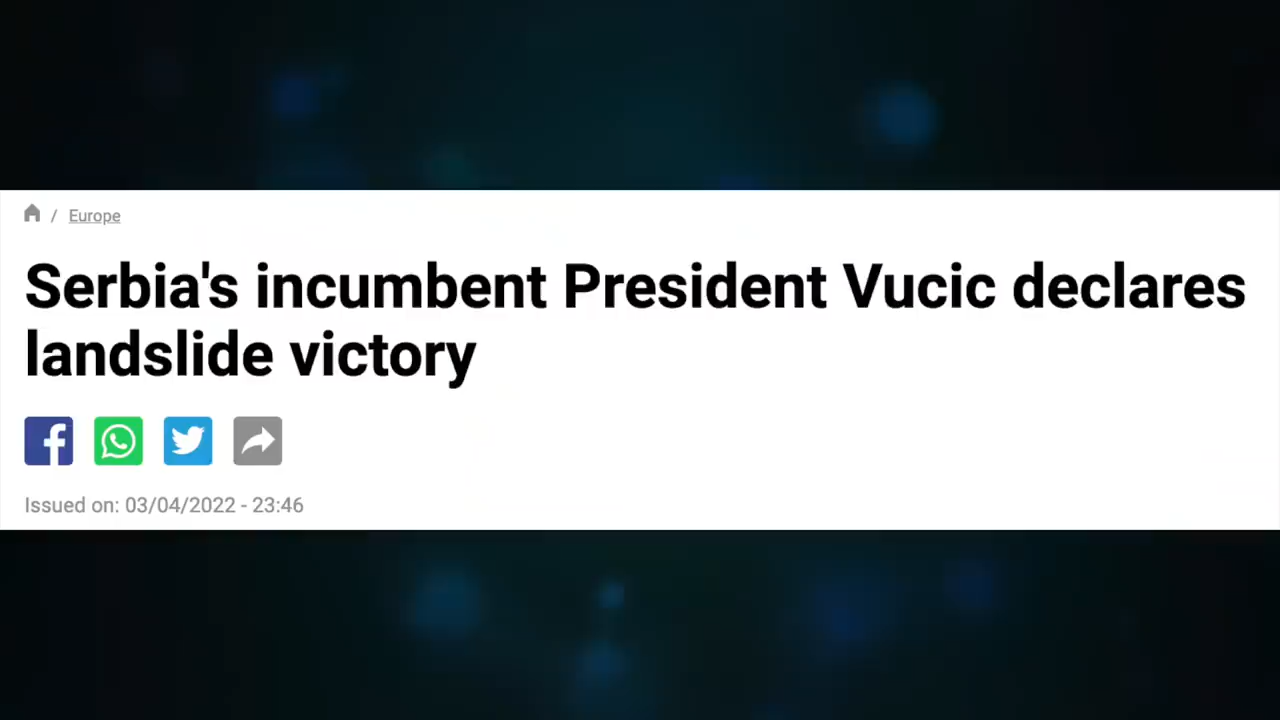 / Europe
Serbia's incumbent President Vucic declares
landslide victory
Issued on: 03/04/2022 - 23:46